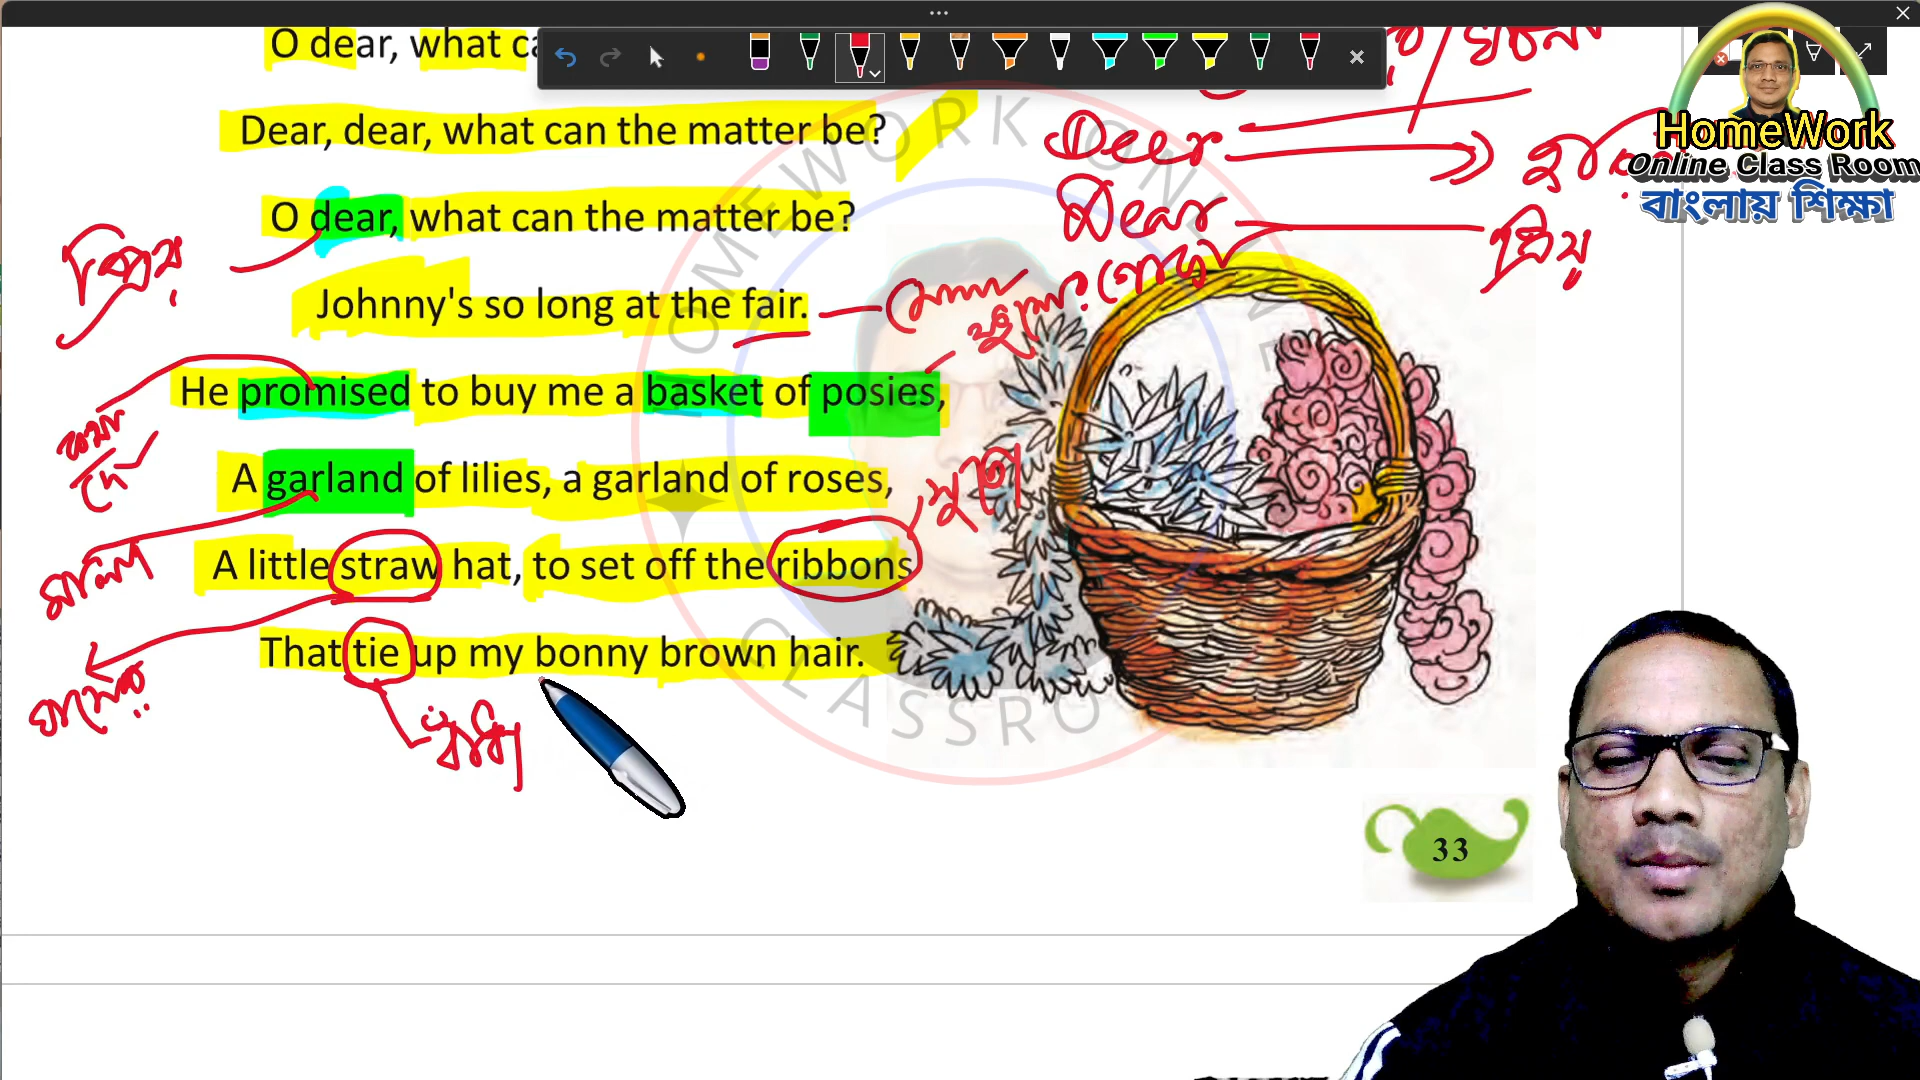 O dear, what ca
Dear, dear, what can the matter be?
O dear, what can the matter be?
Johnny's so long at the fair.
He promised to buy me a basket of posies,
A garland of lilies, a garland of roses,
A little straw hat, to set off the ribbons
That tie up my bonny brown hair.
Deer
Dear
প্রিয়
প্রিয়
মালা
HomeWork
Online Class Room
বাংলায় শিক্ষা
HOMEWORK ONLINE
CLASSRO
33